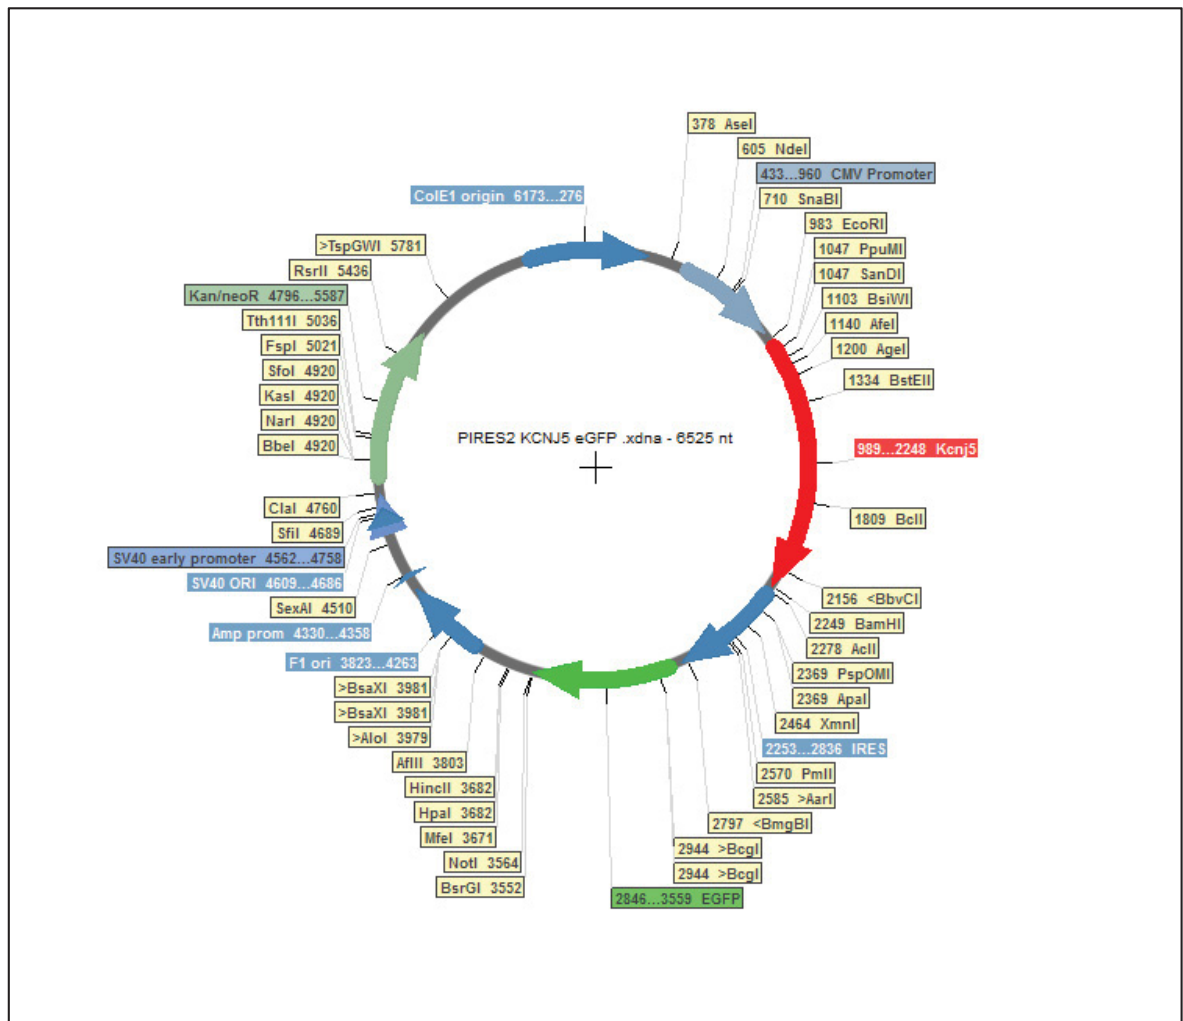 378 AseI
605 NdeI
433...960 CMV Promoter
ColE1 origin 6173...276
710 SnaBI
983 EcoRI
>TspGWI 5781
1047 PpuMI
RsrII 5436
1047 SanDI
Kan/neoR 4796...5587
1103 BsiWI
Tth111I 5036
1140 AfeI
FspI 5021
1200 AgeI
SfoI 4920
1334 BstEII
KasI 4920
NarI 4920
PIRES2 KCNJ5 eGFP .xdna - 6525 nt
BbeI 4920
989...2248 Kcnj5
ClaI 4760
1809 BclI
SfiI 4689
SV40 early promoter 4562...4758
SV40 ORI 4609...4686
2156 <BbvCI
SexAI 4510
2249 BamHI
Amp prom 4330...4358
2278 AclI
F1 ori 3823...4263
2369 PspOMI
>BsaXI 3981
2369 ApaI
>BsaXI 3981
2464 XmnI
>AloI 3979
2253...2836 IRES
AflII 3803
2570 PmlI
HincII 3682
2585 >AarI
HpaI 3682
2797 <BmgBI
MfeI 3671
2944 >BcgI
NotI 3564
2944 >BcgI
BsrGI 3552
2846...3559 EGFP